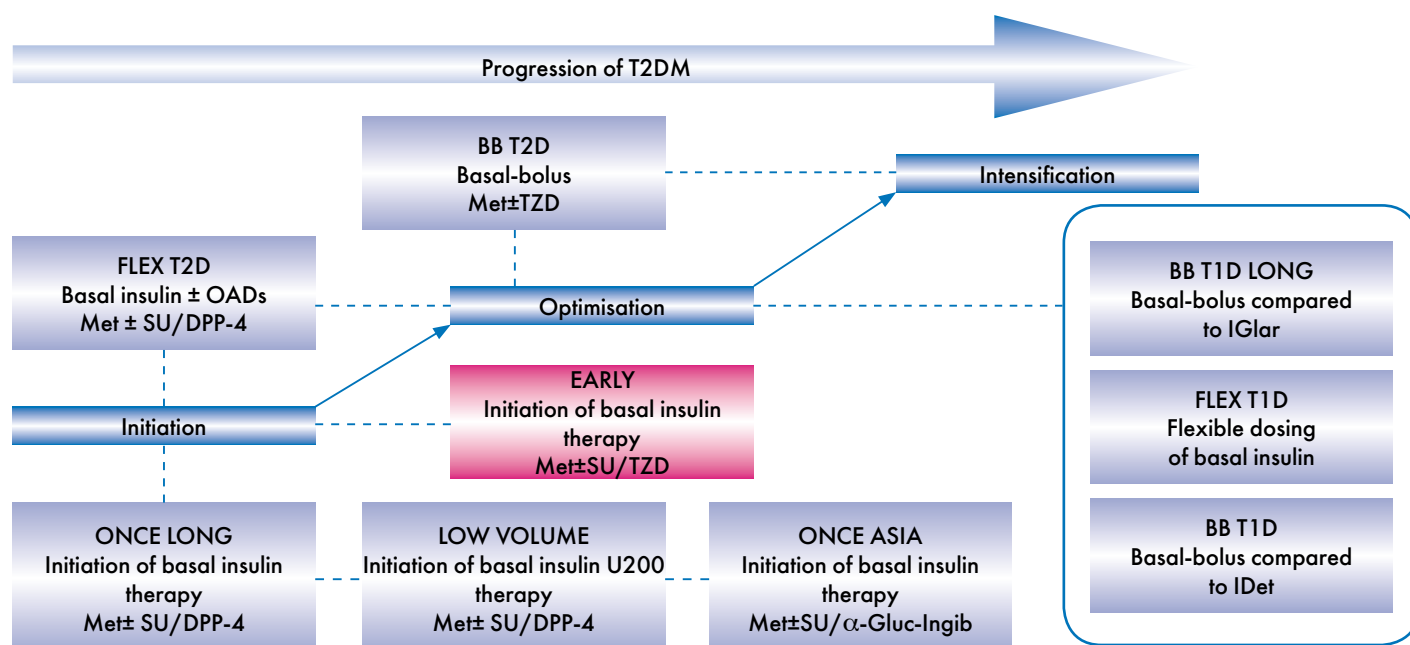 Progression of T2DM
BB T2D
Basal-bolus
Met±TZD
Intensification
FLEX T2D
Basal insulin ± OADs
Met ± SU/DPP-4
Optimisation
BB T1D LONG
Basal-bolus compared
to IGlar
EARLY
Initiation of basal insulin
therapy
Met±SU/TZD
Initiation
FLEX T1D
Flexible dosing
of basal insulin
ONCE LONG
Initiation of basal insulin
therapy
Met± SU/DPP-4
LOW VOLUME
Initiation of basal insulin U200
therapy
Met± SU/DPP-4
ONCE ASIA
Initiation of basal insulin
therapy
Met±SU/α-Gluc-Ingib
BB T1D
Basal-bolus compared
to IDet